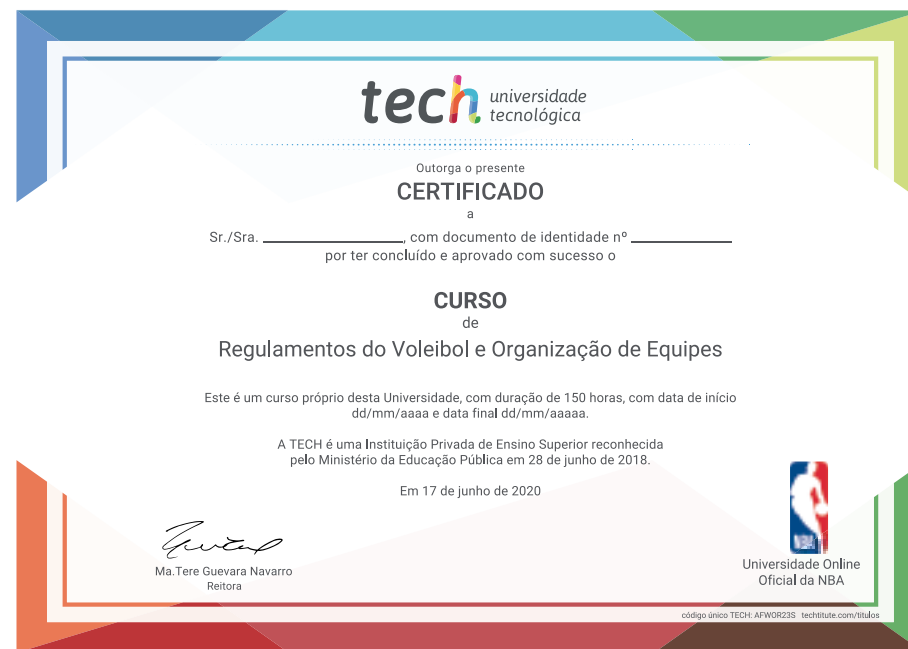 tech universidade
tecnológica
Outorga o presente
CERTIFICADO
a
Sr./Sra. ____________________, com documento de identidade nº ______________
por ter concluído e aprovado com sucesso o
CURSO
de
Regulamentos do Voleibol e Organização de Equipes
Este é um curso próprio desta Universidade, com duração de 150 horas, com data de início
dd/mm/aaaa e data final dd/mm/aaaaa.
A TECH é uma Instituição Privada de Ensino Superior reconhecida
pelo Ministério da Educação Pública em 28 de junho de 2018.
Em 17 de junho de 2020
Ma.Tere Guevara Navarro
Reitora
NBA
Universidade Online
Oficial da NBA
código único TECH: AFWOR23S techtitute.com/titulos